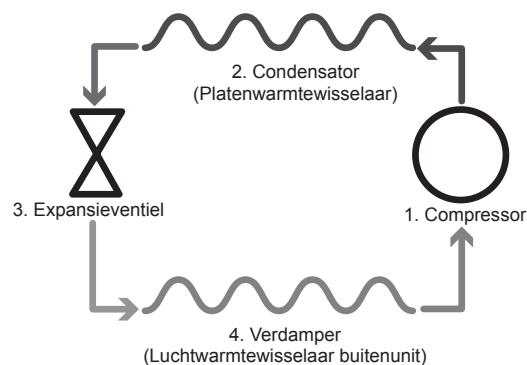 2. Condensator
(Platenwarmtewisselaar)
3. Expansieventiel
1. Compressor
4. Verdamper
(Luchtwarmtewisselaar buitenunit)